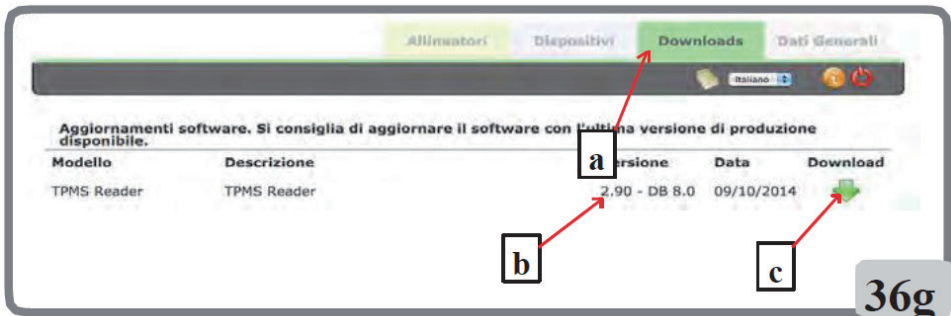 Allineatori Dispositivi Downloads Dati Generali
Italiano
Aggiornamenti software. Si consiglia di aggiornare il software con l'ultima versione di produzione
disponibile.
Modello Descrizione ersione Data Download
a
TPMS Reader TPMS Reader 2.90 - DB 8.0 09/10/2014
b
c
36g